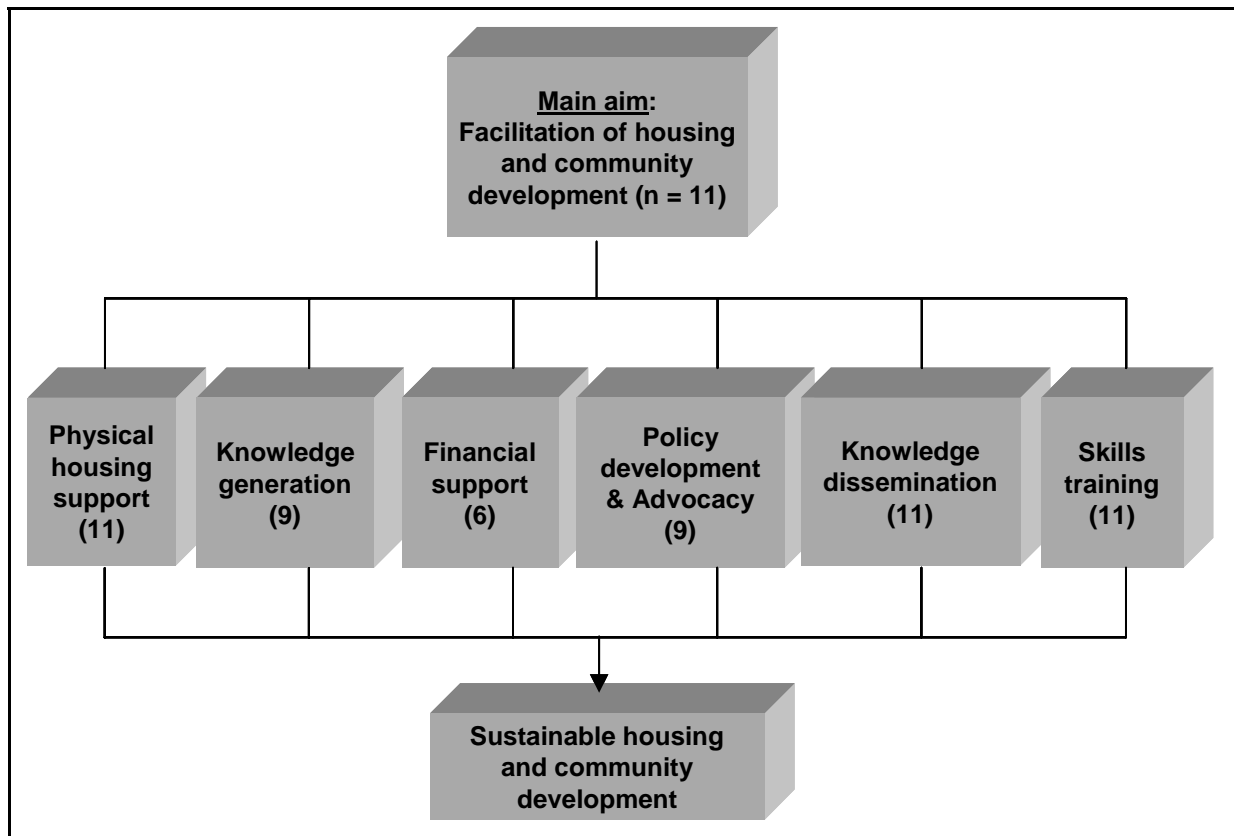 Main aim:
Facilitation of housing
and community
development (n = 11)
Physical
housing
support
(11)
Knowledge
generation
(9)
Financial
support
(6)
Policy
development
& Advocacy
(9)
Knowledge
dissemination
(11)
Skills
training
(11)
Sustainable housing
and community
development